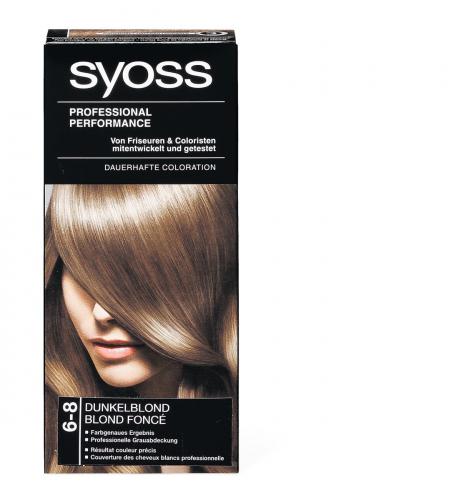 syoss
PROFESSIONAL
PERFORMANCE
Von Friseuren & Coloristen
mitentwickelt und getestet
DAUERHAFTE COLORATION
6-8
DUNKELBLOND
BLOND FONCÉ
▪ Farbgenaues Ergebnis
▪ Professionelle Grauabdeckung
▪ Résultat couleur précis
▪ Couverture des cheveux blancs professionnelle